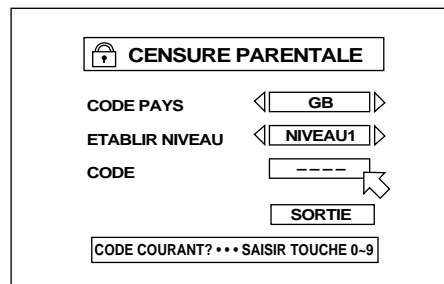 CENSURE PARENTALE
CODE PAYS GB
ETABLIR NIVEAU NIVEAU1
CODE ––––
SORTIE
CODE COURANT? • • • SAISIR TOUCHE 0~9